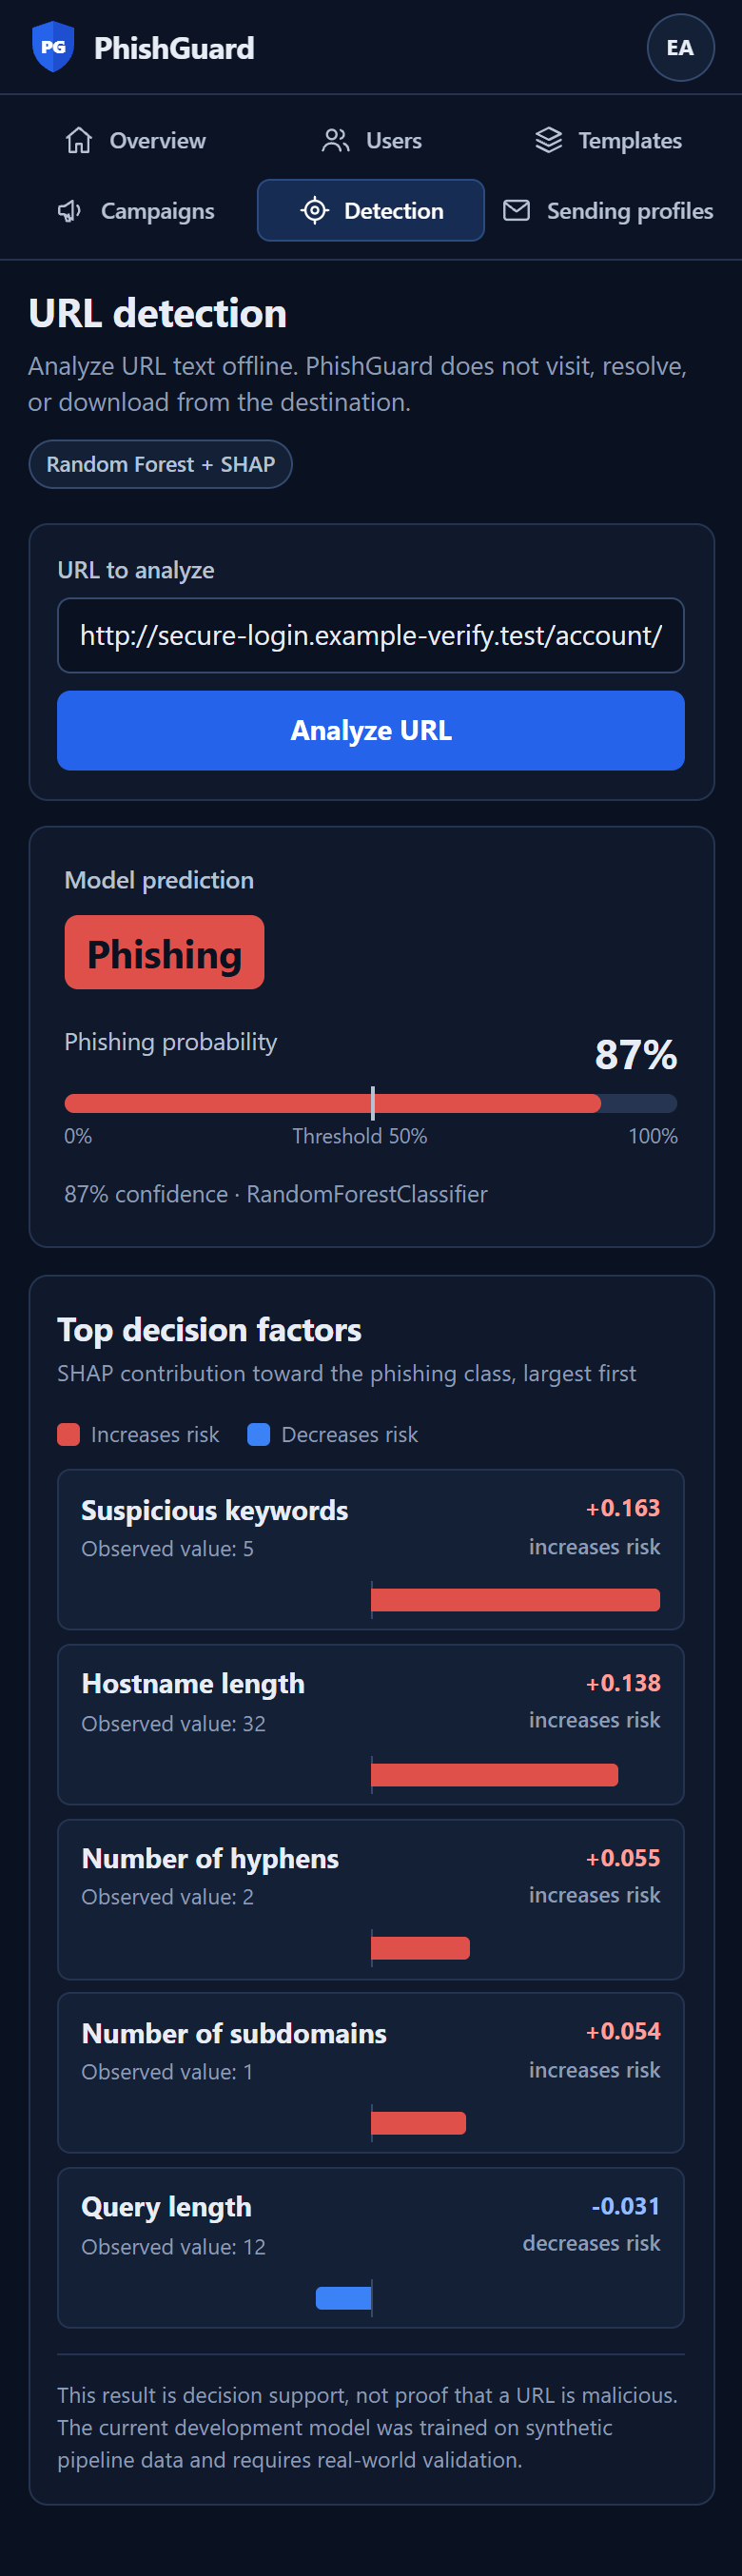 PG
PhishGuard
EA
Overview
Users
Templates
Campaigns
Detection
Sending profiles
URL detection
Analyze URL text offline. PhishGuard does not visit, resolve,
or download from the destination.
Random Forest + SHAP
URL to analyze
http://secure-login.example-verify.test/account/
Analyze URL
Model prediction
Phishing
Phishing probability
87%
0%
Threshold 50%
100%
87% confidence · RandomForestClassifier
Top decision factors
SHAP contribution toward the phishing class, largest first
Increases risk
Decreases risk
Suspicious keywords
+0.163
Observed value: 5
increases risk
Hostname length
+0.138
Observed value: 32
increases risk
Number of hyphens
+0.055
Observed value: 2
increases risk
Number of subdomains
+0.054
Observed value: 1
increases risk
Query length
-0.031
Observed value: 12
decreases risk
This result is decision support, not proof that a URL is malicious.
The current development model was trained on synthetic
pipeline data and requires real-world validation.